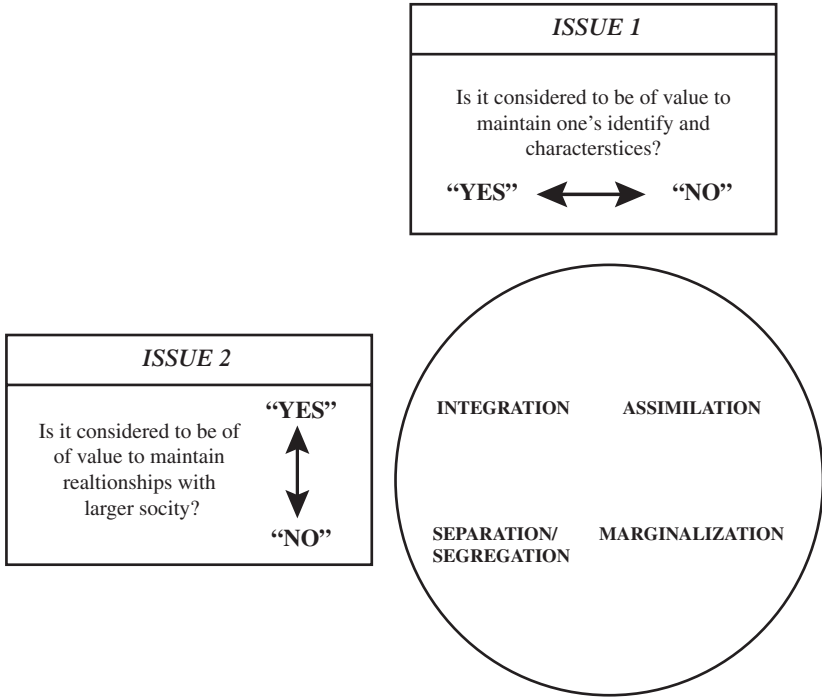 ISSUE 1
Is it considered to be of value to
maintain one's identify and
characterstices?
“YES” “NO”
ISSUE 2
Is it considered to be of
of value to maintain
realtionships with
larger socity?
“YES”
“NO”
INTEGRATION ASSIMILATION
SEPARATION/
SEGREGATION
MARGINALIZATION